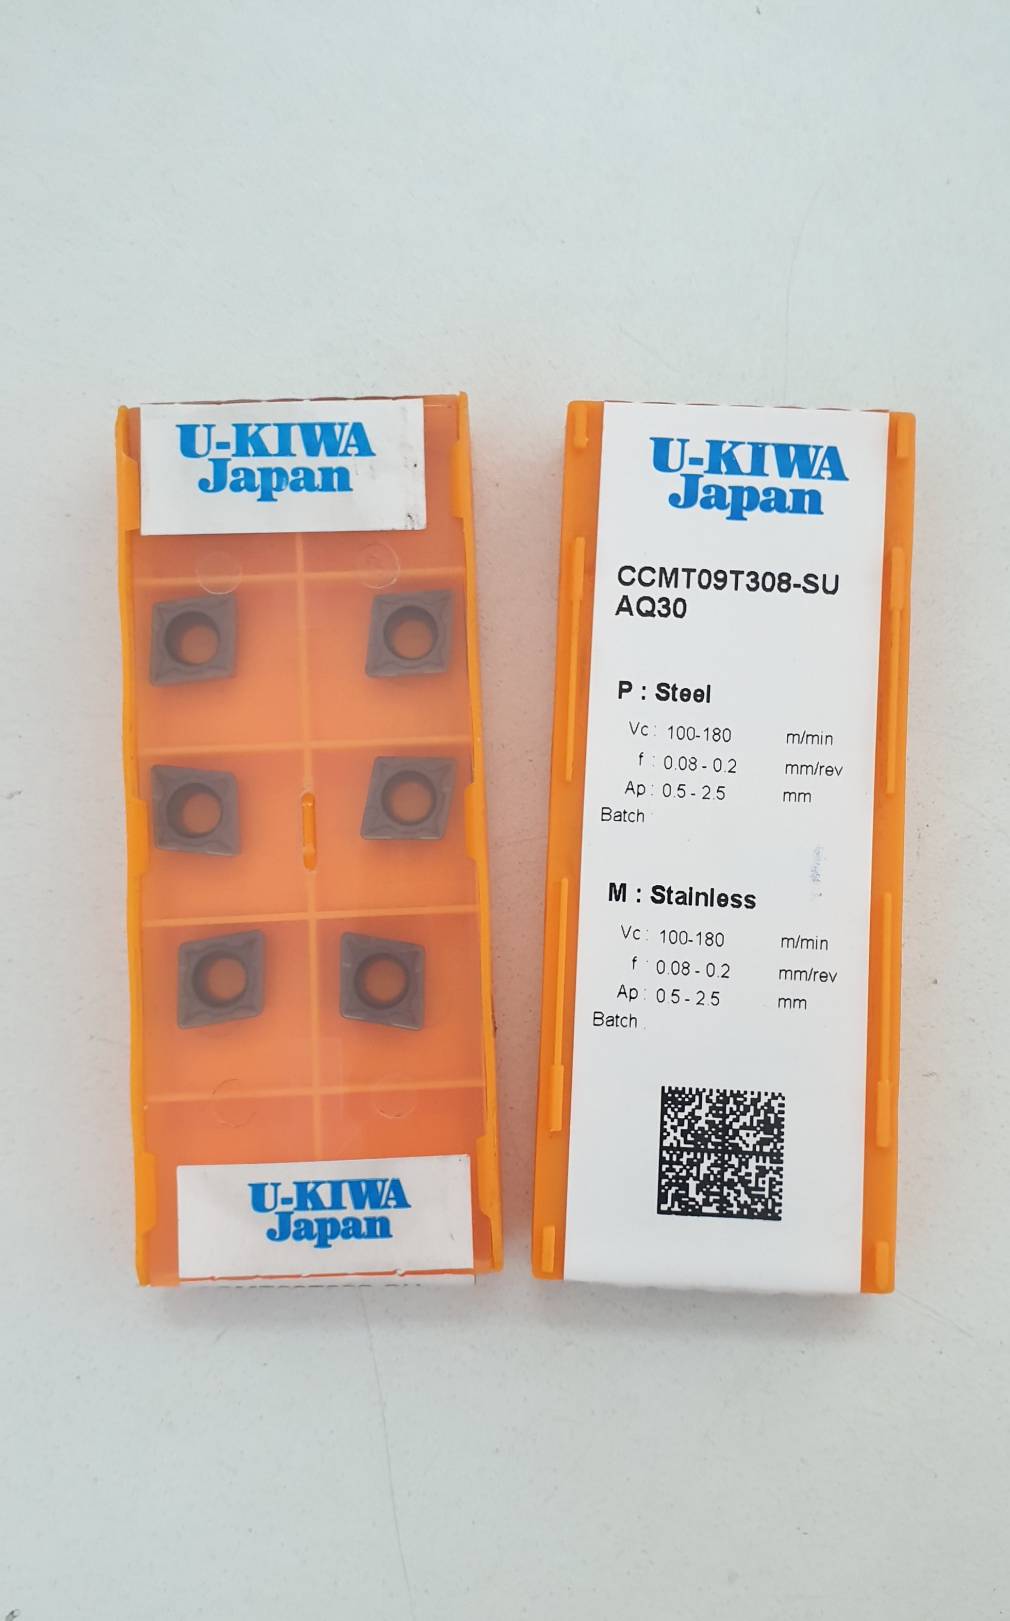 U-KIWA
Japan
U-KIWA
Japan
U-KIWA
Japan
CCMT09T308-SU
AQ30
P : Steel
Vc : 100-180 m/min
f : 0.08 - 0.2 mm/rev
Ap : 0.5 - 2.5 mm
Batch
M : Stainless
Vc : 100-180 m/min
f : 0.08 - 0.2 mm/rev
Ap : 0.5 - 2.5 mm
Batch .